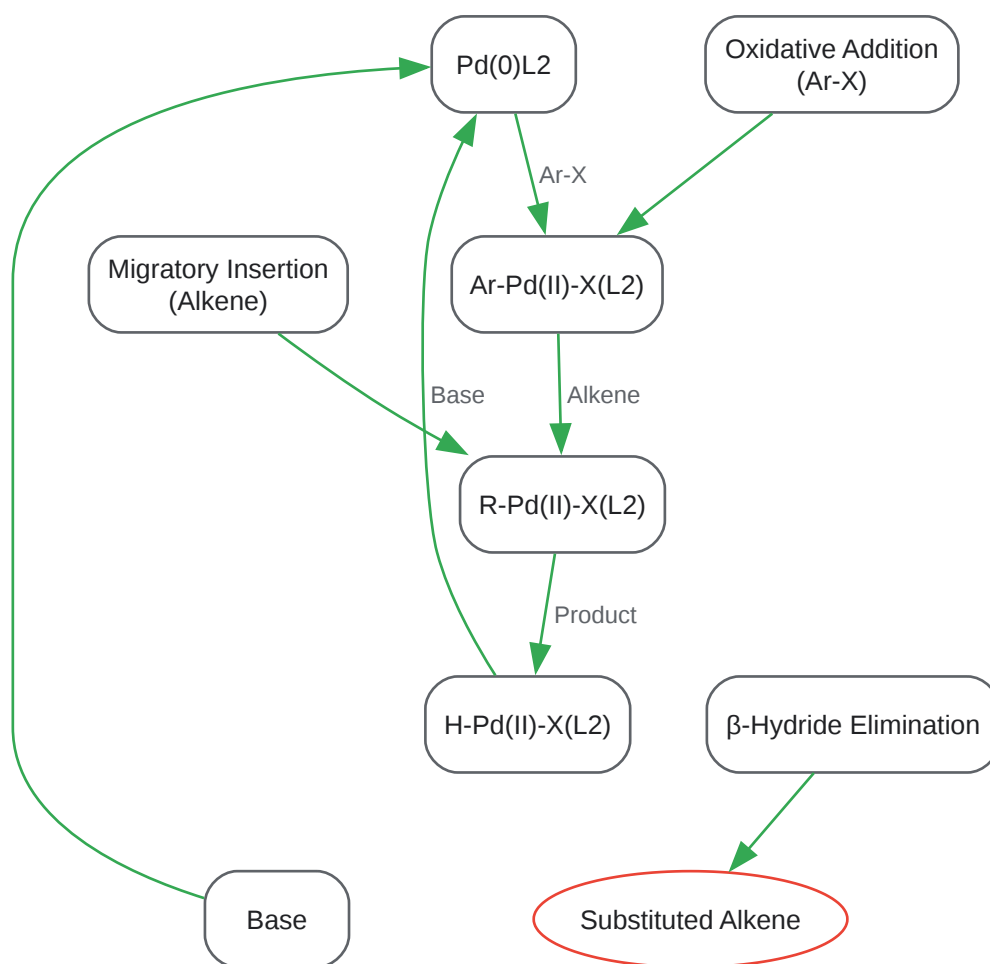 Pd(0)L2
Oxidative Addition
(Ar-X)
Ar-X
Migratory Insertion
(Alkene)
Ar-Pd(II)-X(L2)
Base
Alkene
R-Pd(II)-X(L2)
Product
H-Pd(II)-X(L2)
β-Hydride Elimination
Base
Substituted Alkene